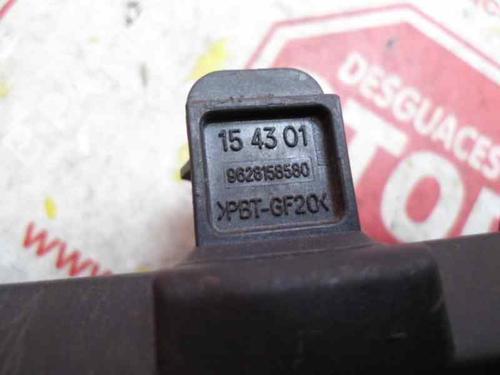 15 43 01
9628158580
>PBT-GF20<
DESGUACES